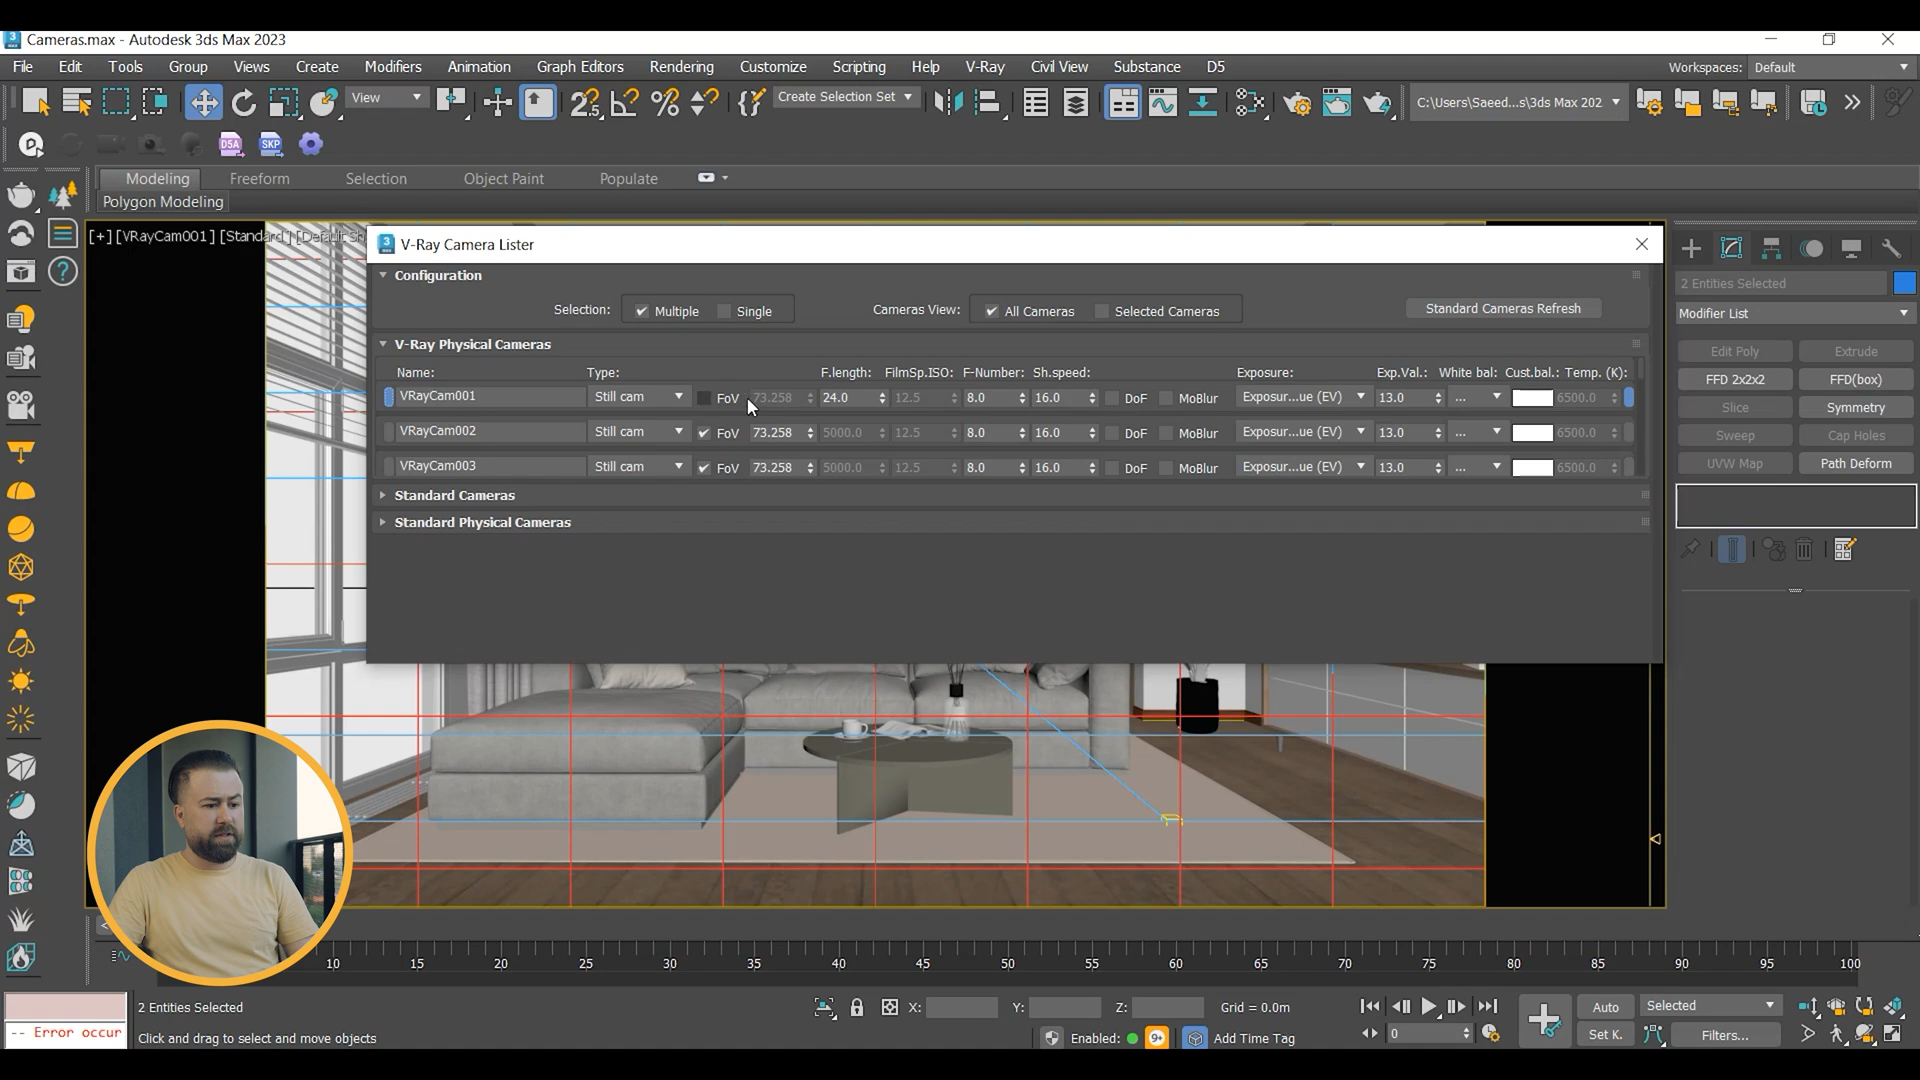 Cameras.max - Autodesk 3ds Max 2023
File Edit Tools Group Views Create Modifiers Animation Graph Editors Rendering Customize Scripting Help V-Ray Civil View Substance D5 Workspaces: Default
View Create Selection Set C:\Users\Saeed...s\3ds Max 202
D5A SKP
Modeling Freeform Selection Object Paint Populate
Polygon Modeling
[+] [VRayCam001] [Standard] [Default Sh
V-Ray Camera Lister
Configuration
Selection: Multiple Single Cameras View: All Cameras Selected Cameras Standard Cameras Refresh
V-Ray Physical Cameras
Name: Type: F.length: FilmSp.ISO: F-Number: Sh.speed: Exposure: Exp.Val.: White bal: Cust.bal.: Temp. (K):
VRayCam001 Still cam FoV 73.258 24.0 12.5 8.0 16.0 DoF MoBlur Exposur...ue (EV) 13.0 ... 6500.0
VRayCam002 Still cam FoV 73.258 5000.0 12.5 8.0 16.0 DoF MoBlur Exposur...ue (EV) 13.0 ... 6500.0
VRayCam003 Still cam FoV 73.258 5000.0 12.5 8.0 16.0 DoF MoBlur Exposur...ue (EV) 13.0 ... 6500.0
Standard Cameras
Standard Physical Cameras
2 Entities Selected
Modifier List
Edit Poly Extrude
FFD 2x2x2 FFD(box)
Slice Symmetry
Sweep Cap Holes
UVW Map Path Deform
10 15 20 25 30 35 40 45 50 55 60 65 70 75 80 85 90 95 100
2 Entities Selected X: Y: Z: Grid = 0.0m Auto Selected
-- Error occur Click and drag to select and move objects Enabled: 9+ Add Time Tag 0 Set K. Filters...